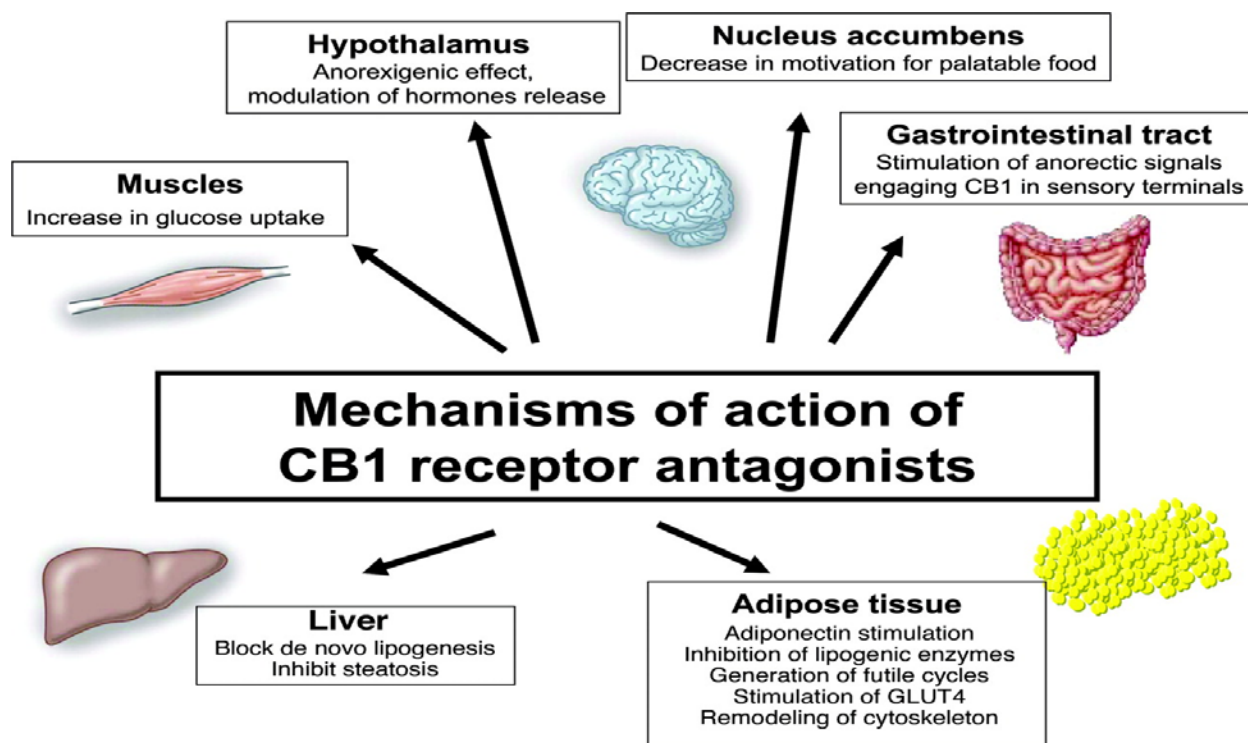 Hypothalamus
Anorexigenic effect,
modulation of hormones release
Nucleus accumbens
Decrease in motivation for palatable food
Gastrointestinal tract
Stimulation of anorectic signals
engaging CB1 in sensory terminals
Muscles
Increase in glucose uptake
Mechanisms of action of
CB1 receptor antagonists
Liver
Block de novo lipogenesis
Inhibit steatosis
Adipose tissue
Adiponectin stimulation
Inhibition of lipogenic enzymes
Generation of futile cycles
Stimulation of GLUT4
Remodeling of cytoskeleton